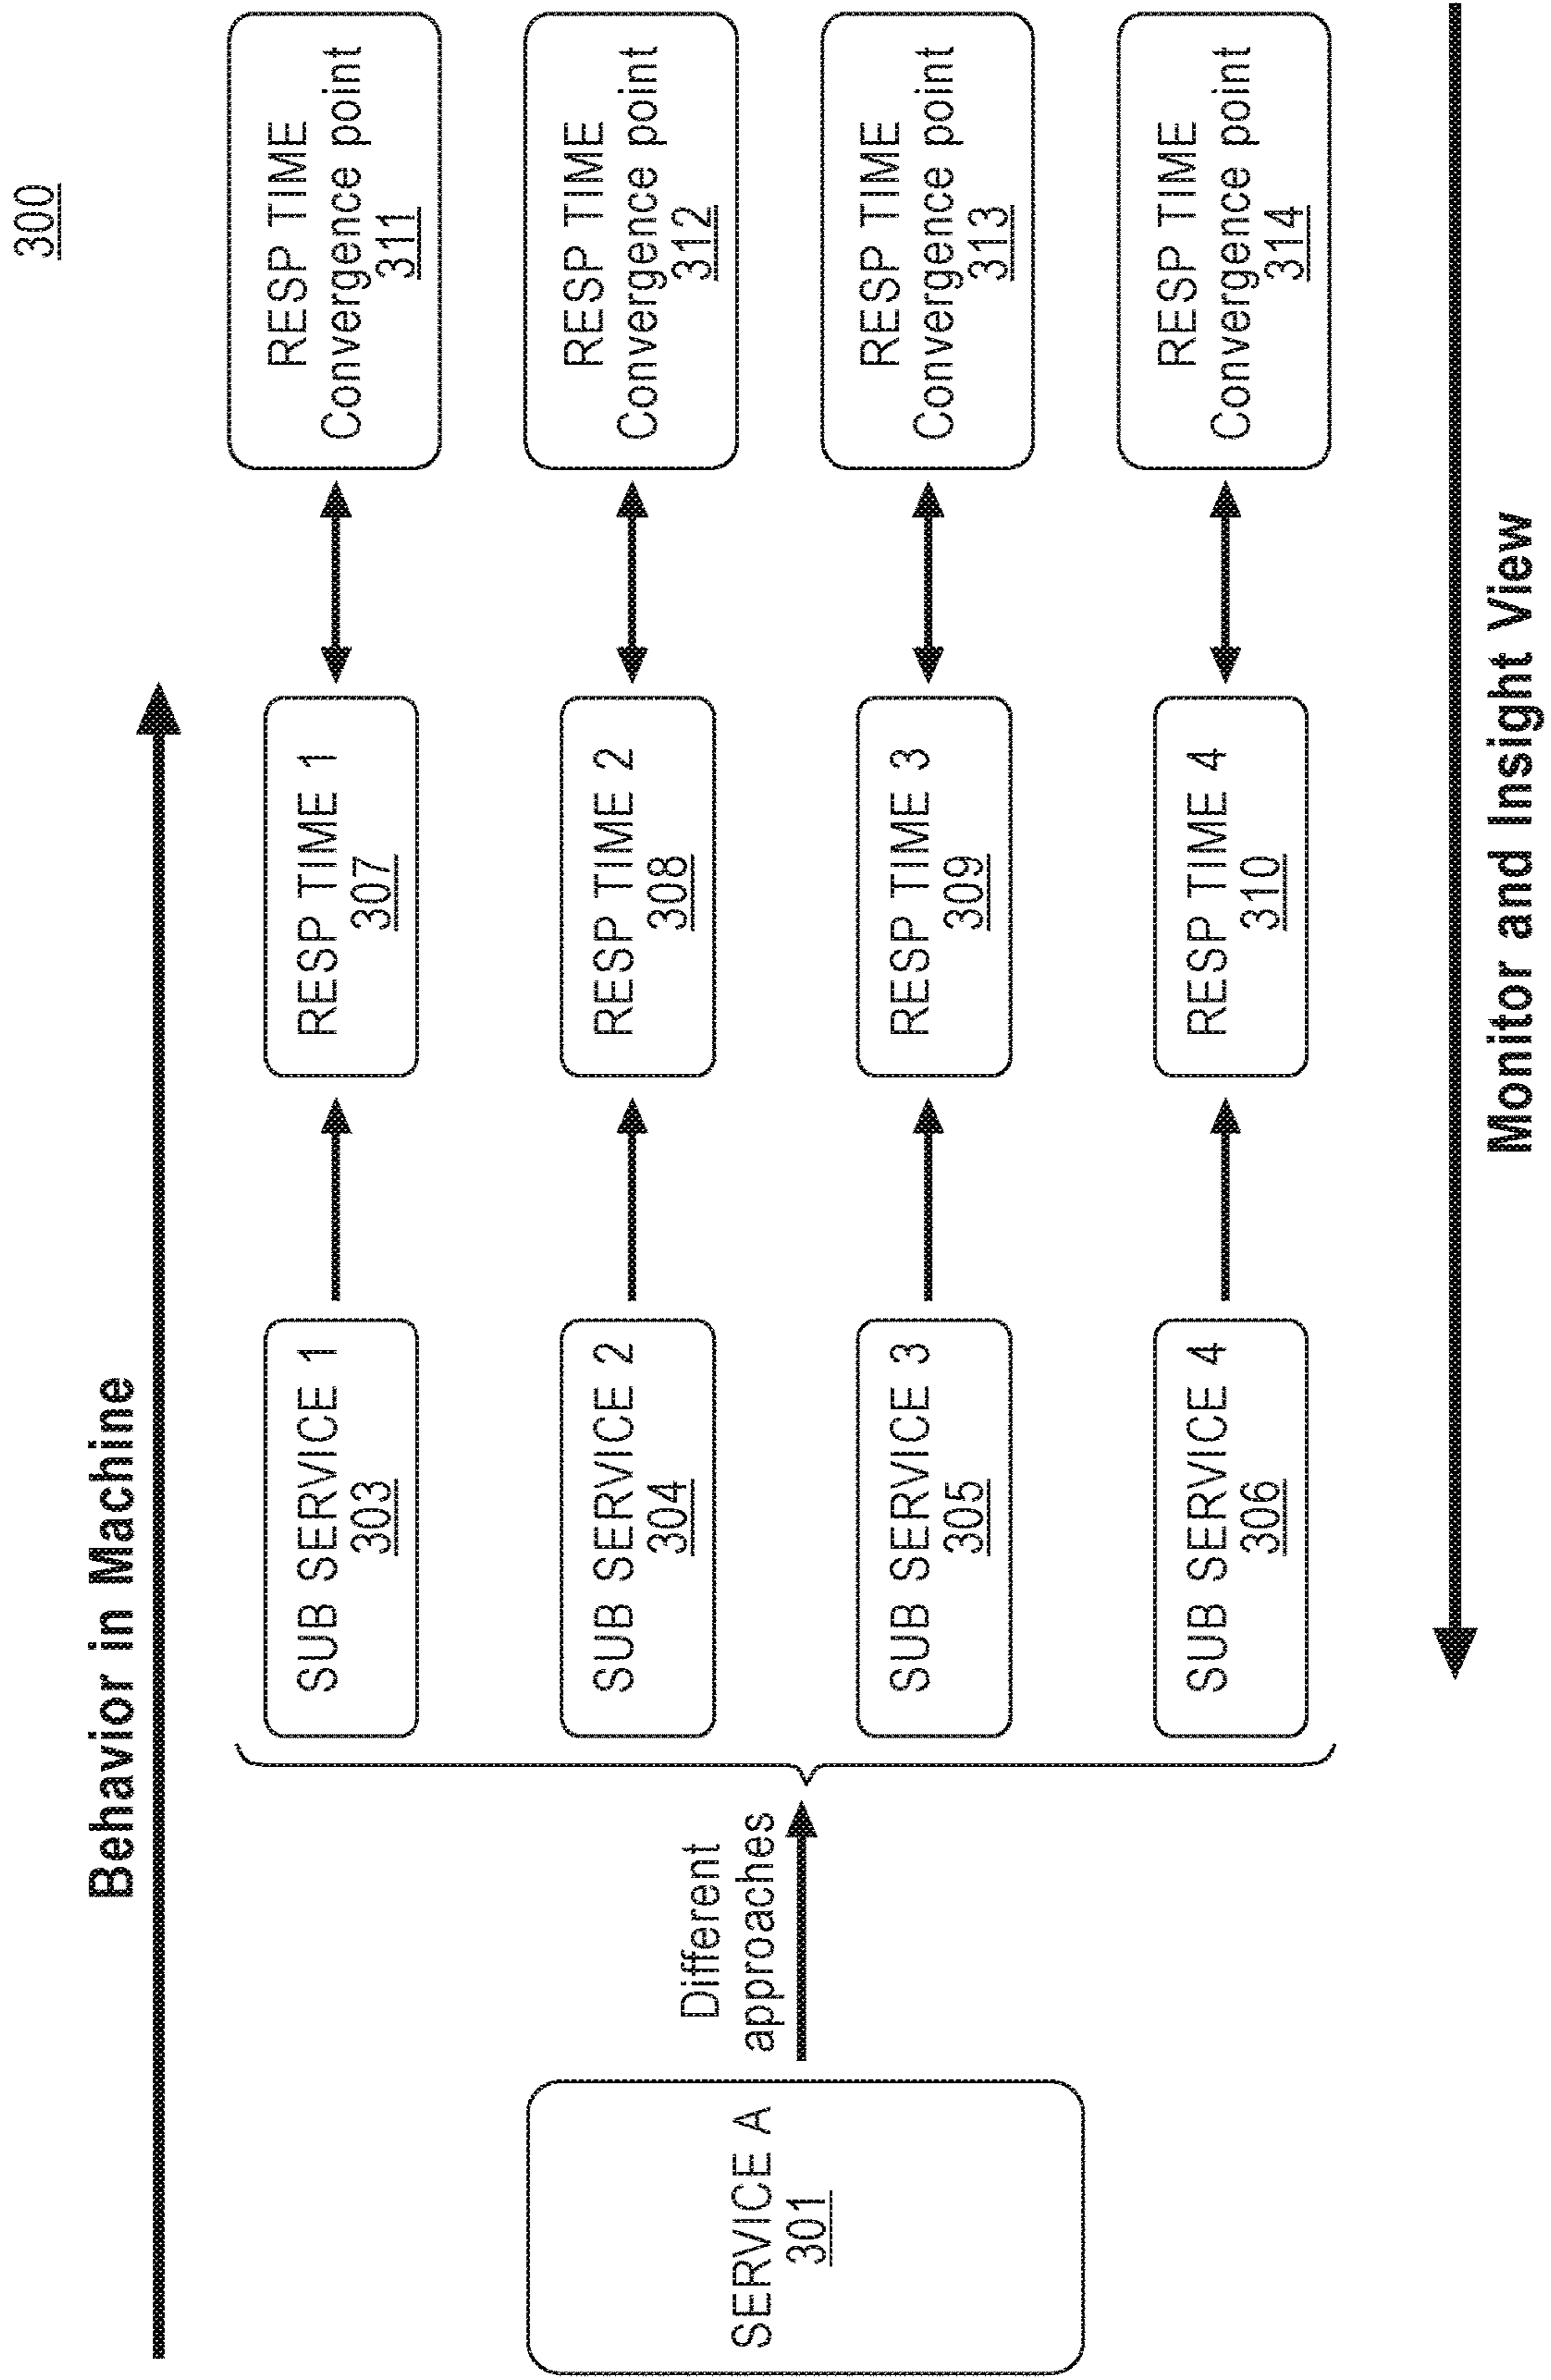 300
Behavior in Machine
SERVICE A
301
Different
approaches
SUB SERVICE 1
303
RESP TIME 1
307
RESP TIME
Convergence point
311
SUB SERVICE 2
304
RESP TIME 2
308
RESP TIME
Convergence point
312
SUB SERVICE 3
305
RESP TIME 3
309
RESP TIME
Convergence point
313
SUB SERVICE 4
306
RESP TIME 4
310
RESP TIME
Convergence point
314
Monitor and Insight View